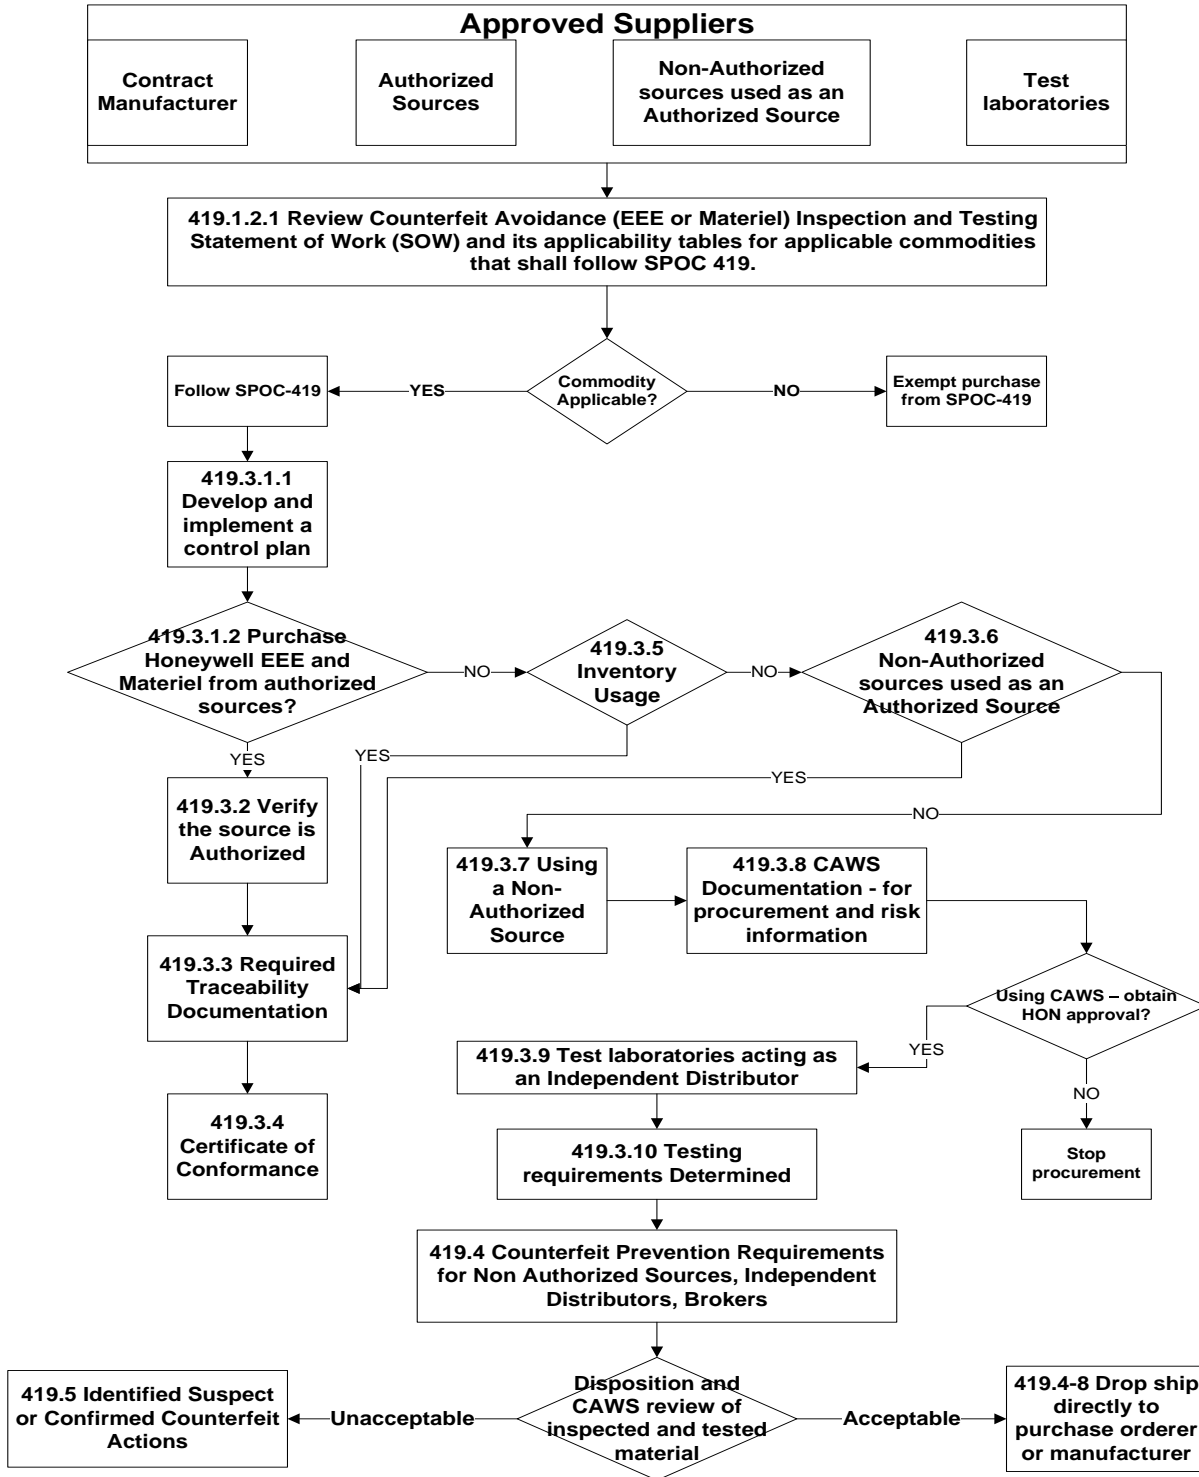 Approved Suppliers
Contract
Manufacturer
Authorized
Sources
Non-Authorized
sources used as an
Authorized Source
Test
laboratories
419.1.2.1 Review Counterfeit Avoidance (EEE or Materiel) Inspection and Testing
Statement of Work (SOW) and its applicability tables for applicable commodities
that shall follow SPOC 419.
Follow SPOC-419
YES
Commodity
Applicable?
NO
Exempt purchase
from SPOC-419
419.3.1.1
Develop and
implement a
control plan
419.3.1.2 Purchase
Honeywell EEE and
Materiel from authorized
sources?
NO
419.3.5
Inventory
Usage
NO
419.3.6
Non-Authorized
sources used as an
Authorized Source
YES
YES
YES
419.3.2 Verify
the source is
Authorized
NO
419.3.7 Using
a Non-
Authorized
Source
419.3.8 CAWS
Documentation - for
procurement and risk
information
419.3.3 Required
Traceability
Documentation
Using CAWS – obtain
HON approval?
YES
419.3.9 Test laboratories acting as
an Independent Distributor
NO
419.3.4
Certificate of
Conformance
419.3.10 Testing
requirements Determined
Stop
procurement
419.4 Counterfeit Prevention Requirements
for Non Authorized Sources, Independent
Distributors, Brokers
419.5 Identified Suspect
or Confirmed Counterfeit
Actions
Unacceptable
Disposition and
CAWS review of
inspected and tested
material
Acceptable
419.4-8 Drop ship
directly to
purchase orderer
or manufacturer